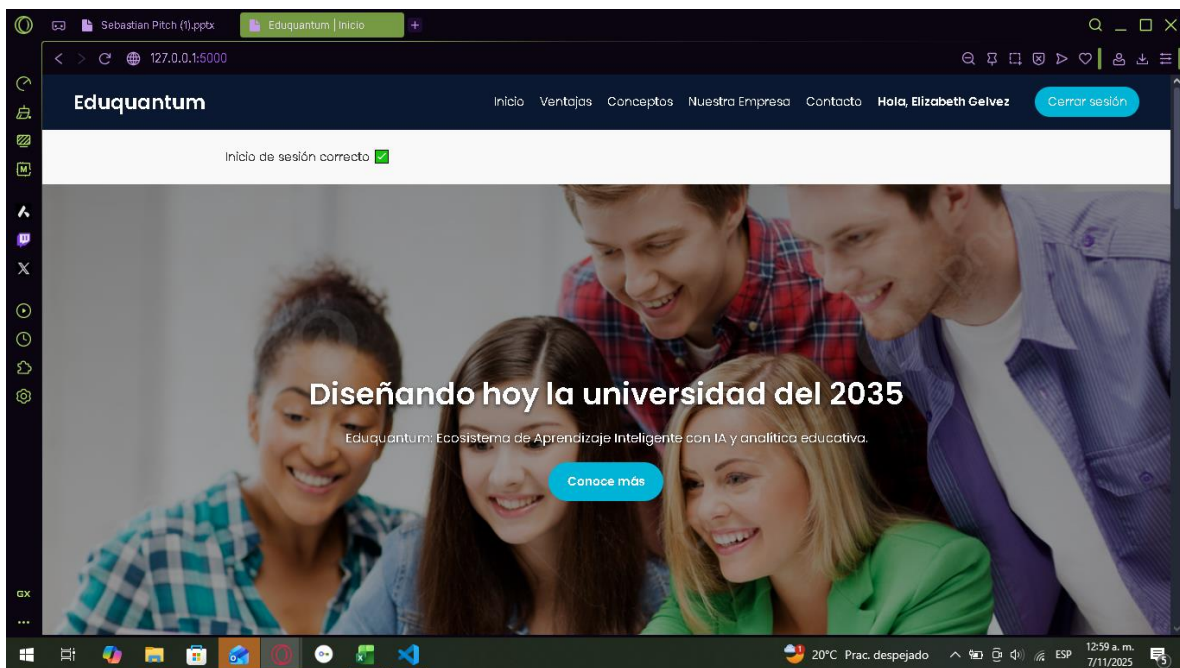 Sebastian Pitch (1).pptx
Eduquantum | Inicio
127.0.0.1:5000
Eduquantum
Inicio Ventajas Conceptos Nuestra Empresa Contacto Hola, Elizabeth Gelvez Cerrar sesión
Inicio de sesión correcto ✅
Diseñando hoy la universidad del 2035
Eduquantum: Ecosistema de Aprendizaje Inteligente con IA y analítica educativa.
Conoce más
GX
20°C Prac. despejado
ESP
12:59 a. m.
7/11/2025
5